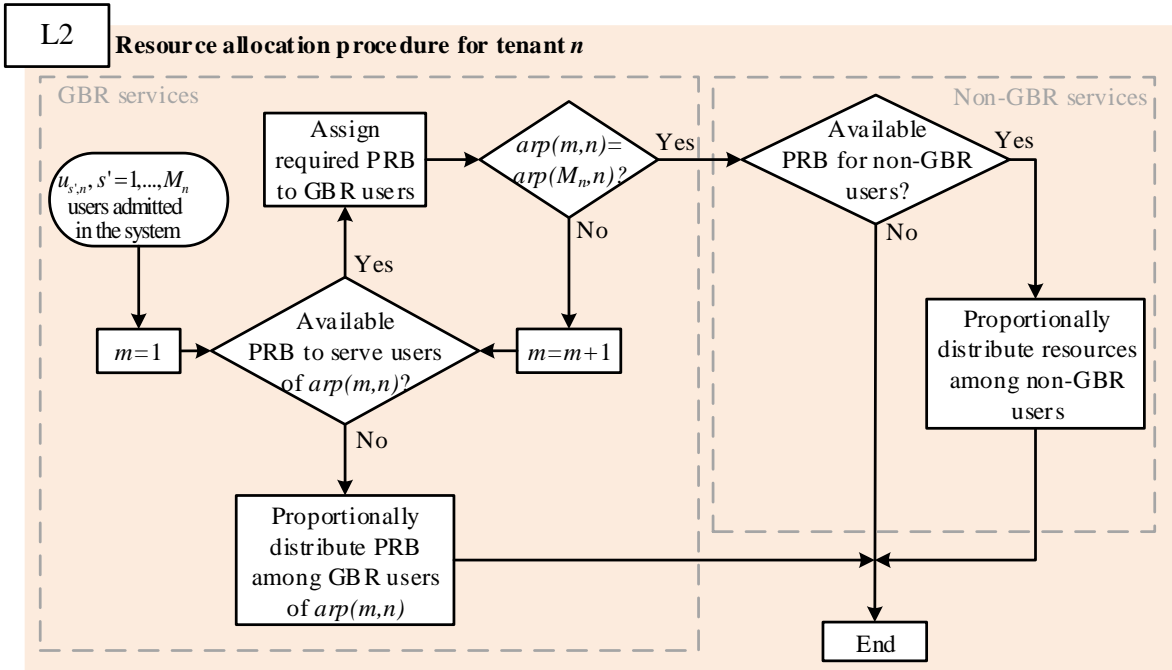 L2
Resource allocation procedure for tenant n
GBR services
Non-GBR services
u_{s',n}, s'=1,...,M_n
users admitted
in the system
m=1
Available
PRB to serve users
of arp(m,n)?
Yes
No
Assign
required PRB
to GBR users
arp(m,n)=
arp(M_n,n)?
Yes
No
m=m+1
Proportionally
distribute PRB
among GBR users
of arp(m,n)
Available
PRB for non-GBR
users?
Yes
No
Proportionally
distribute resources
among non-GBR
users
End